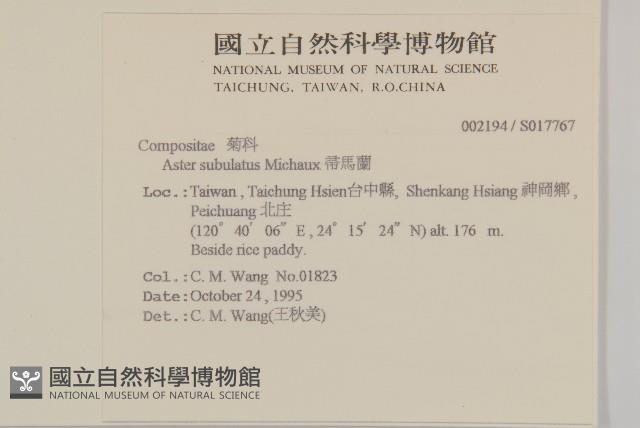 國立自然科學博物館
NATIONAL MUSEUM OF NATURAL SCIENCE
TAICHUNG, TAIWAN, R.O.CHINA
002194 / S017767
Compositae 菊科
Aster subulatus Michaux 帚馬蘭
Loc.: Taiwan , Taichung Hsien台中縣, Shenkang Hsiang 神岡鄉 ,
Peichuang 北庄
(120° 40′ 06″ E , 24° 15′ 24″ N) alt. 176 m.
Beside rice paddy.
Col.: C. M. Wang No.01823
Date: October 24 , 1995
Det.: C. M. Wang(王秋美)
國立自然科學博物館
NATIONAL MUSEUM OF NATURAL SCIENCE